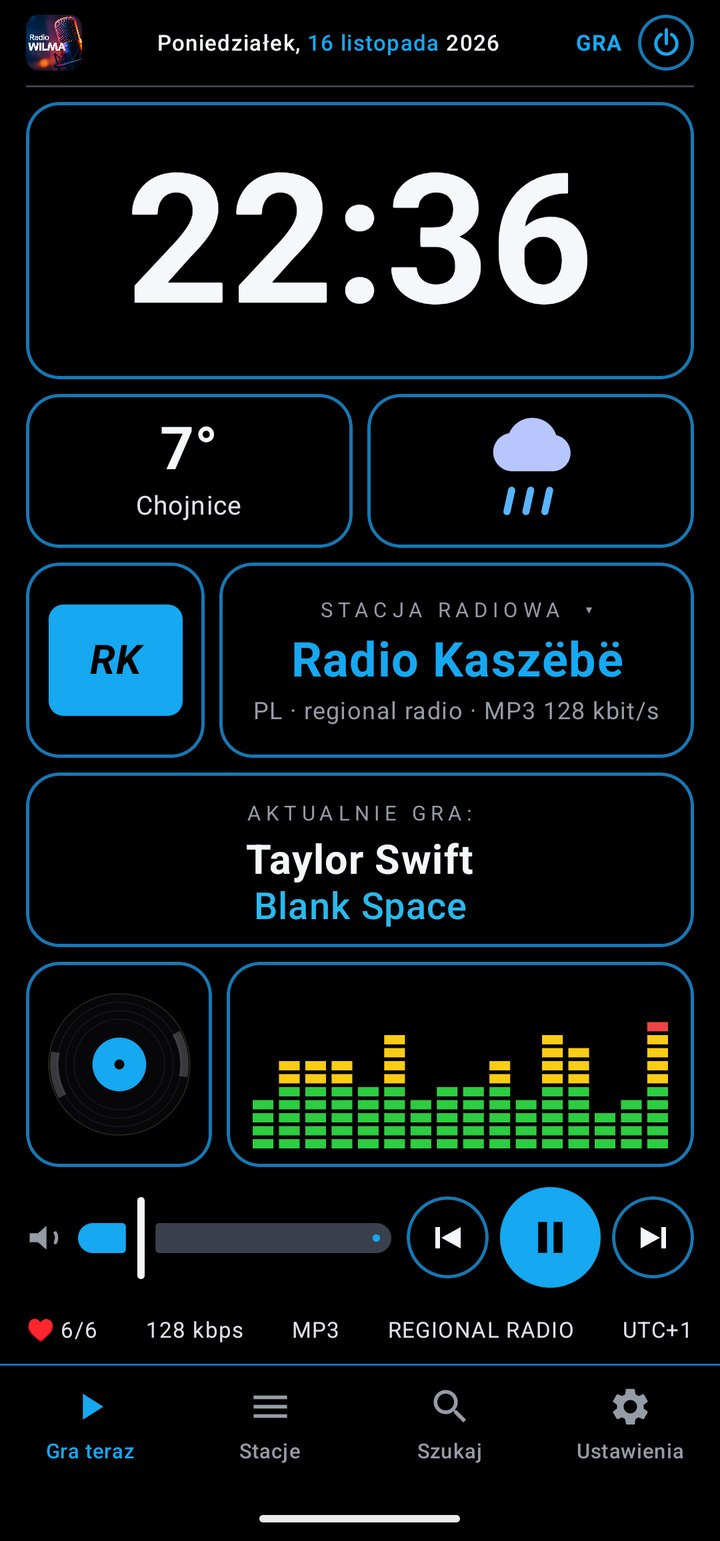 Radio
WILMA
Poniedziałek, 16 listopada 2026
GRA
22:36
7°
Chojnice
RK
STACJA RADIOWA ▾
Radio Kaszëbë
PL · regional radio · MP3 128 kbit/s
AKTUALNIE GRA:
Taylor Swift
Blank Space
6/6 128 kbps MP3 REGIONAL RADIO UTC+1
Gra teraz Stacje Szukaj Ustawienia